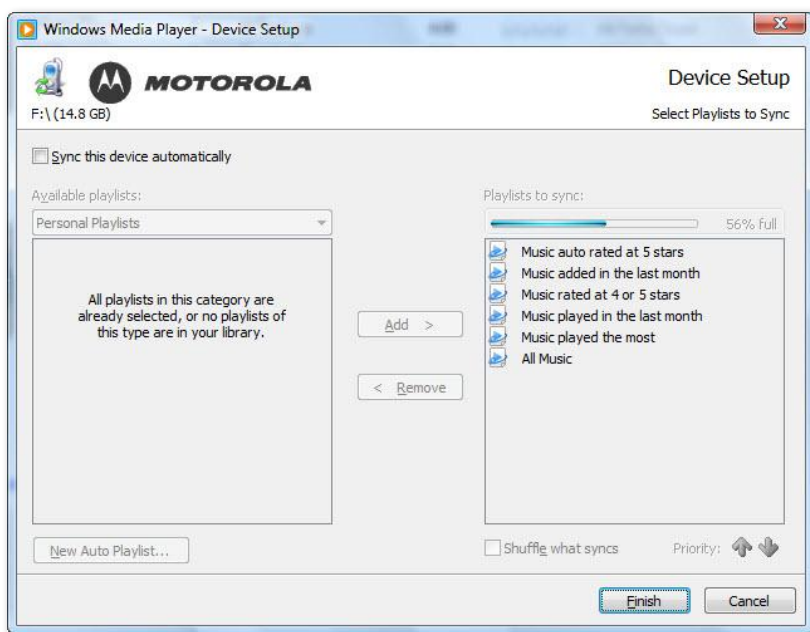 Windows Media Player - Device Setup
MOTOROLA
Device Setup
F:\ (14.8 GB)
Select Playlists to Sync
Sync this device automatically
Available playlists:
Playlists to sync:
Personal Playlists
56% full
All playlists in this category are
already selected, or no playlists of
this type are in your library.
Add >
< Remove
Music auto rated at 5 stars
Music added in the last month
Music rated at 4 or 5 stars
Music played in the last month
Music played the most
All Music
New Auto Playlist...
Shuffle what syncs
Priority:
Finish
Cancel